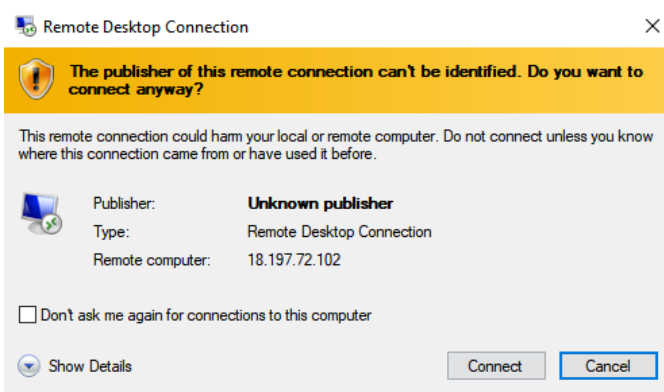 Remote Desktop Connection
The publisher of this remote connection can't be identified. Do you want to
connect anyway?
This remote connection could harm your local or remote computer. Do not connect unless you know
where this connection came from or have used it before.
Publisher: Unknown publisher
Type: Remote Desktop Connection
Remote computer: 18.197.72.102
Don't ask me again for connections to this computer
Show Details Connect Cancel